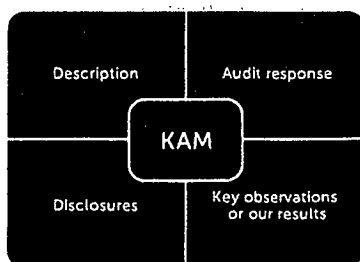 Description
Audit response
KAM
Disclosures
Key observations
or our results